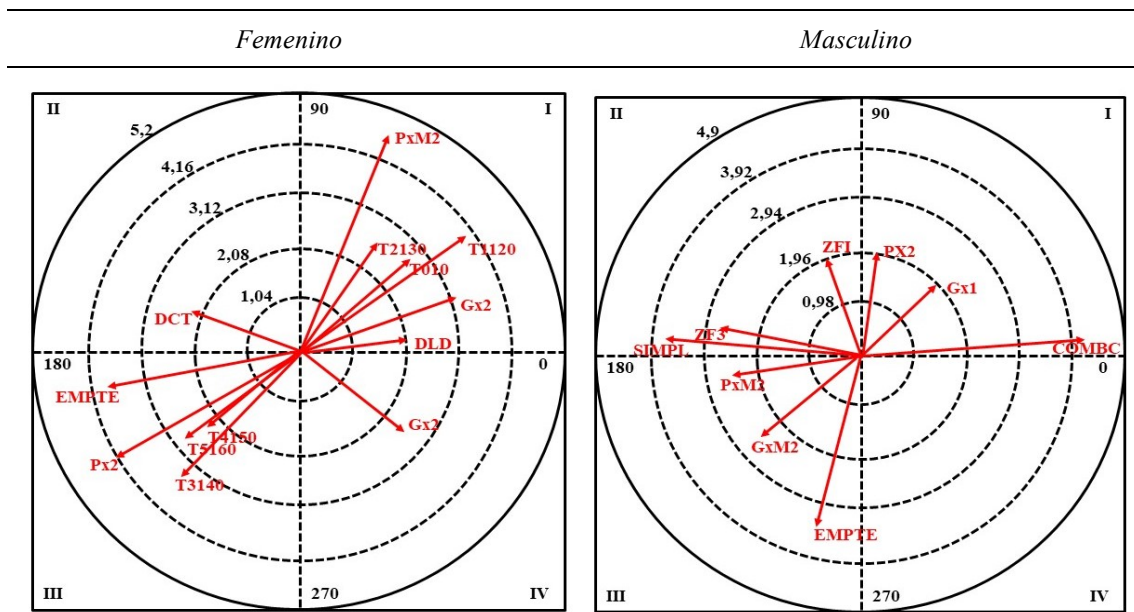 Femenino
Masculino
II
90
I
5,2
PxM2
4,16
3,12
T2130
T1120
T010
2,08
Gx2
1,04
DCT
DLD
180
0
EMPTE
Gx2
T4150
T5160
Px2
T3140
III
270
IV
II
90
I
4,9
3,92
2,94
ZFI
PX2
1,96
Gx1
0,98
ZF3
SIMPL
COMBC
180
0
PxM2
GxM2
EMPTE
III
270
IV